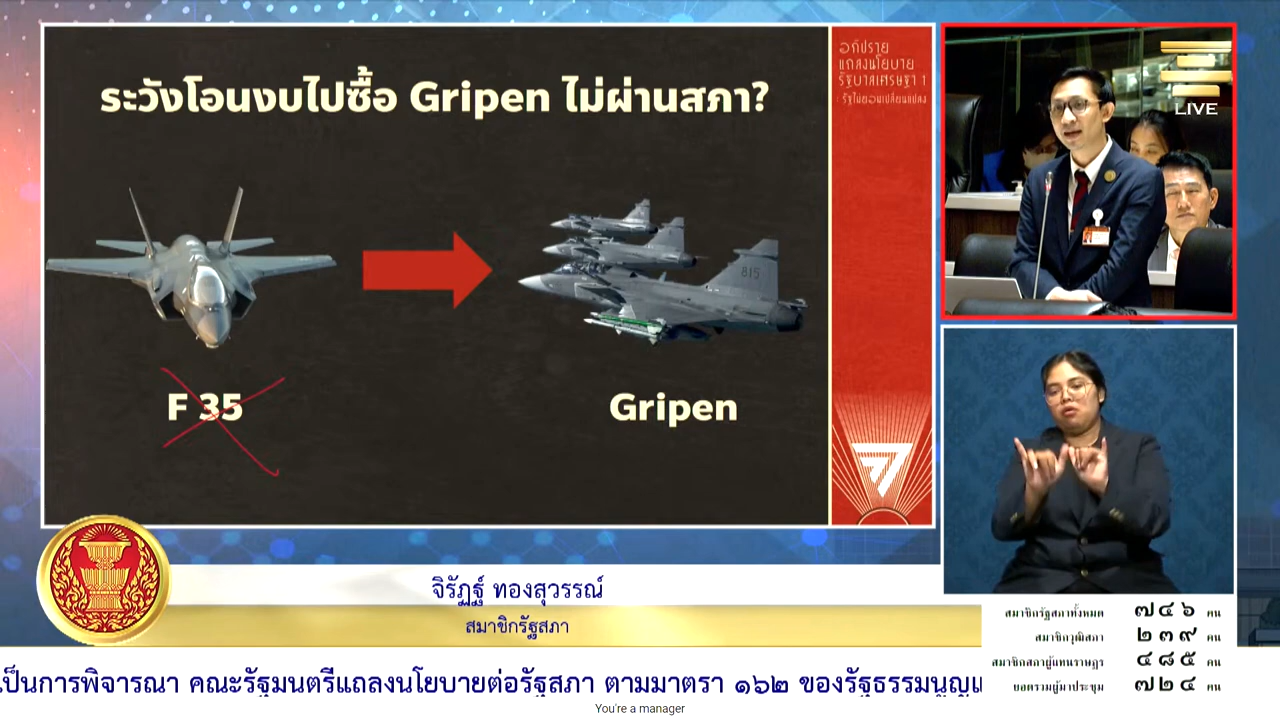 ระวังโอนงบไปซื้อ Gripen ไม่ผ่านสภา?
F 35
Gripen
815
อภิปราย
แถลงนโยบาย
รัฐบาลเศรษฐา 1
LIVE
จิรัฏฐ์ ทองสุวรรณ์
สมาชิกรัฐสภา
เป็นการพิจารณา คณะรัฐมนตรีแถลงนโยบายต่อรัฐสภา ตามมาตรา ๑๖๒ ของรัฐธรรมนูญแ
สมาชิกรัฐสภาทั้งหมด ๗๔๖ คน
สมาชิกวุฒิสภา ๒๓๙ คน
สมาชิกสภาผู้แทนราษฎร ๔๘๕ คน
ยอดรวมผู้มาประชุม ๗๒๔ คน
You're a manager